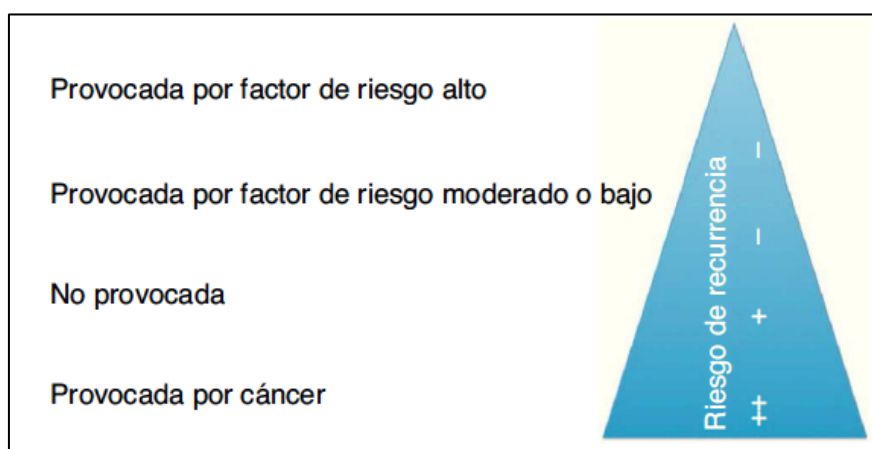 Provocada por factor de riesgo alto
Provocada por factor de riesgo moderado o bajo
No provocada
Provocada por cáncer
Riesgo de recurrencia
–
–
+
‡